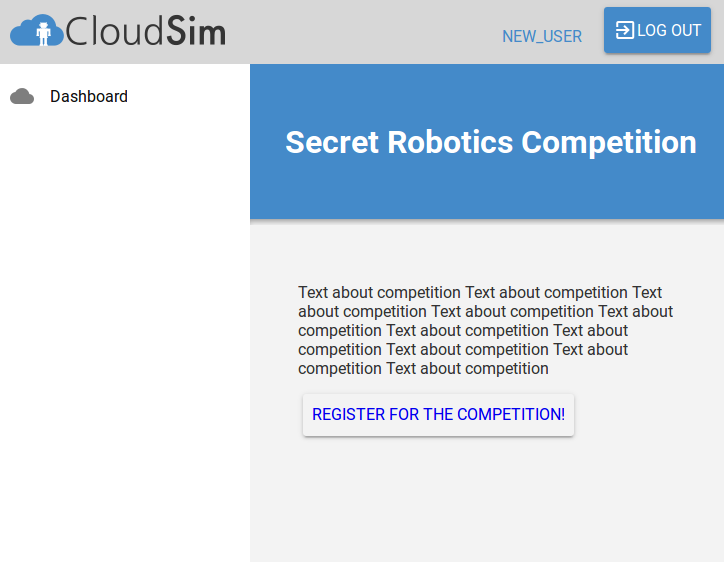 CloudSim
NEW_USER
LOG OUT
Dashboard
Secret Robotics Competition
Text about competition Text about competition Text
about competition Text about competition Text about
competition Text about competition Text about
competition Text about competition Text about
competition Text about competition
REGISTER FOR THE COMPETITION!